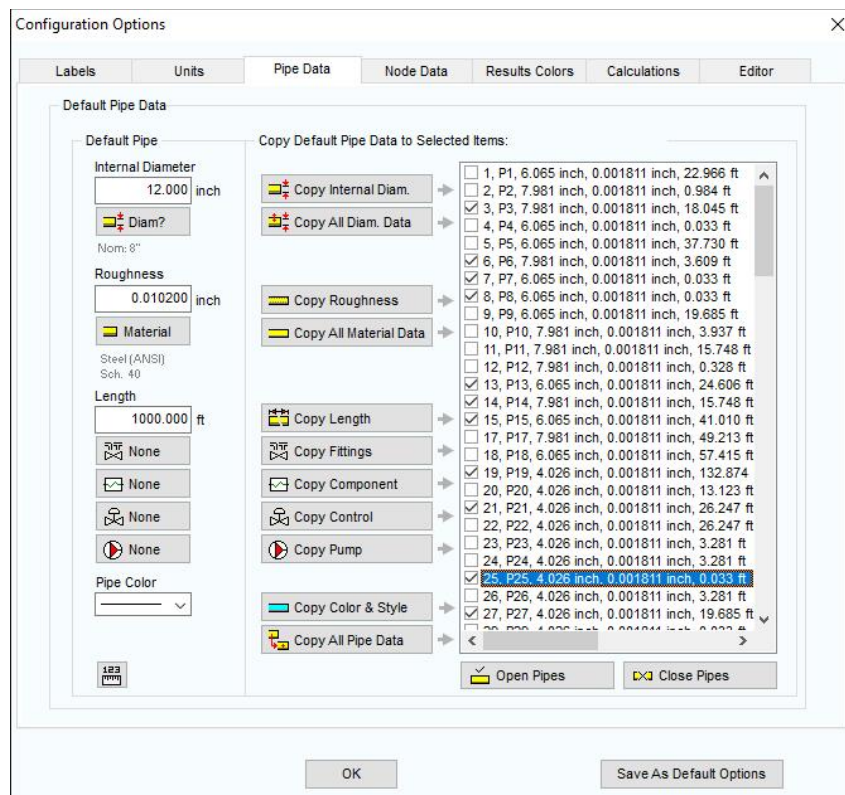 Configuration Options
Labels Units Pipe Data Node Data Results Colors Calculations Editor
Default Pipe Data
Default Pipe
Internal Diameter
12.000 inch
Diam?
Nom: 8"
Roughness
0.010200 inch
Material
Steel (ANSI)
Sch. 40
Length
1000.000 ft
None
None
None
None
Pipe Color
123
Copy Default Pipe Data to Selected Items:
Copy Internal Diam.
Copy All Diam. Data
Copy Roughness
Copy All Material Data
Copy Length
Copy Fittings
Copy Component
Copy Control
Copy Pump
Copy Color & Style
Copy All Pipe Data
1, P1, 6.065 inch, 0.001811 inch, 22.966 ft
2, P2, 7.981 inch, 0.001811 inch, 0.984 ft
3, P3, 7.981 inch, 0.001811 inch, 18.045 ft
4, P4, 6.065 inch, 0.001811 inch, 0.033 ft
5, P5, 6.065 inch, 0.001811 inch, 37.730 ft
6, P6, 7.981 inch, 0.001811 inch, 3.609 ft
7, P7, 6.065 inch, 0.001811 inch, 0.033 ft
8, P8, 6.065 inch, 0.001811 inch, 0.033 ft
9, P9, 6.065 inch, 0.001811 inch, 19.685 ft
10, P10, 7.981 inch, 0.001811 inch, 3.937 ft
11, P11, 7.981 inch, 0.001811 inch, 15.748 ft
12, P12, 7.981 inch, 0.001811 inch, 0.328 ft
13, P13, 6.065 inch, 0.001811 inch, 24.606 ft
14, P14, 7.981 inch, 0.001811 inch, 15.748 ft
15, P15, 6.065 inch, 0.001811 inch, 41.010 ft
17, P17, 7.981 inch, 0.001811 inch, 49.213 ft
18, P18, 6.065 inch, 0.001811 inch, 57.415 ft
19, P19, 4.026 inch, 0.001811 inch, 132.874
20, P20, 4.026 inch, 0.001811 inch, 13.123 ft
21, P21, 4.026 inch, 0.001811 inch, 26.247 ft
22, P22, 4.026 inch, 0.001811 inch, 26.247 ft
23, P23, 4.026 inch, 0.001811 inch, 3.281 ft
24, P24, 4.026 inch, 0.001811 inch, 3.281 ft
25, P25, 4.026 inch, 0.001811 inch, 0.033 ft
26, P26, 4.026 inch, 0.001811 inch, 3.281 ft
27, P27, 4.026 inch, 0.001811 inch, 19.685 ft
Open Pipes Close Pipes
OK Save As Default Options